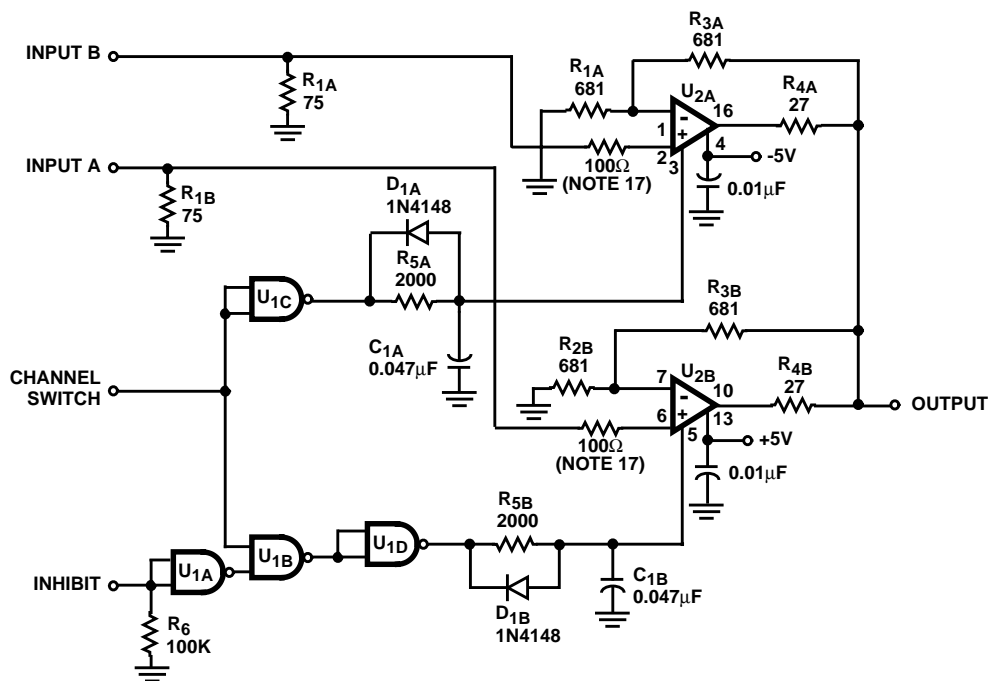 INPUT B
R1A
75
INPUT A
R1B
75
R3A
681
R1A
681
U2A
16
R4A
27
-
+
1
2
3
4
-5V
100Ω
(NOTE 17)
0.01µF
D1A
1N4148
R5A
2000
U1C
C1A
0.047µF
CHANNEL
SWITCH
R3B
681
R2B
681
U2B
7
10
R4B
27
-
+
6
13
5
OUTPUT
+5V
100Ω
(NOTE 17)
0.01µF
R5B
2000
U1D
U1B
U1A
INHIBIT
D1B
1N4148
C1B
0.047µF
R6
100K